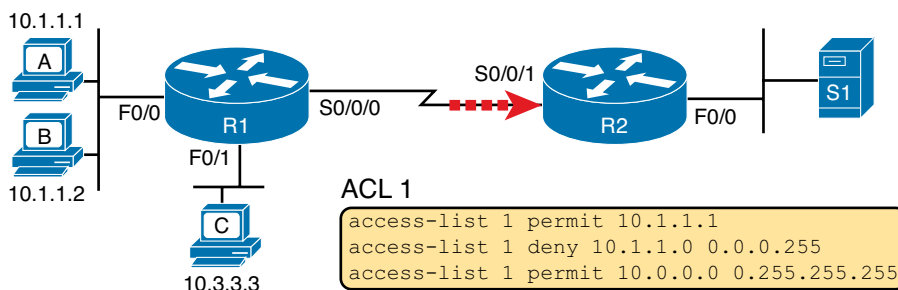 10.1.1.1
A
S0/0/1
S1
F0/0
S0/0/0
R1
R2
F0/0
B
F0/1
10.1.1.2
C
10.3.3.3
ACL 1
access-list 1 permit 10.1.1.1
access-list 1 deny 10.1.1.0 0.0.0.255
access-list 1 permit 10.0.0.0 0.255.255.255